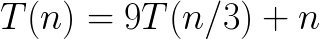 T(n) = 9T(n/3) + n